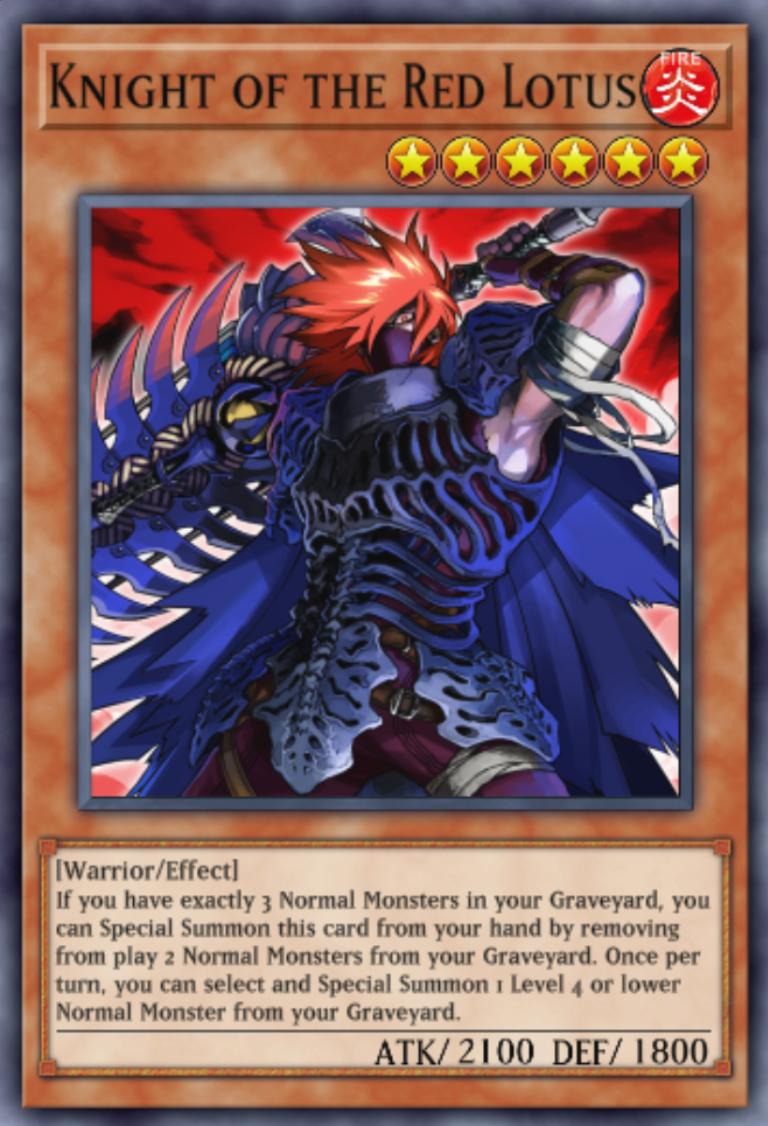 Knight of the Red Lotus
FIRE
炎
[Warrior/Effect]
If you have exactly 3 Normal Monsters in your Graveyard, you
can Special Summon this card from your hand by removing
from play 2 Normal Monsters from your Graveyard. Once per
turn, you can select and Special Summon 1 Level 4 or lower
Normal Monster from your Graveyard.
ATK/ 2100 DEF/ 1800